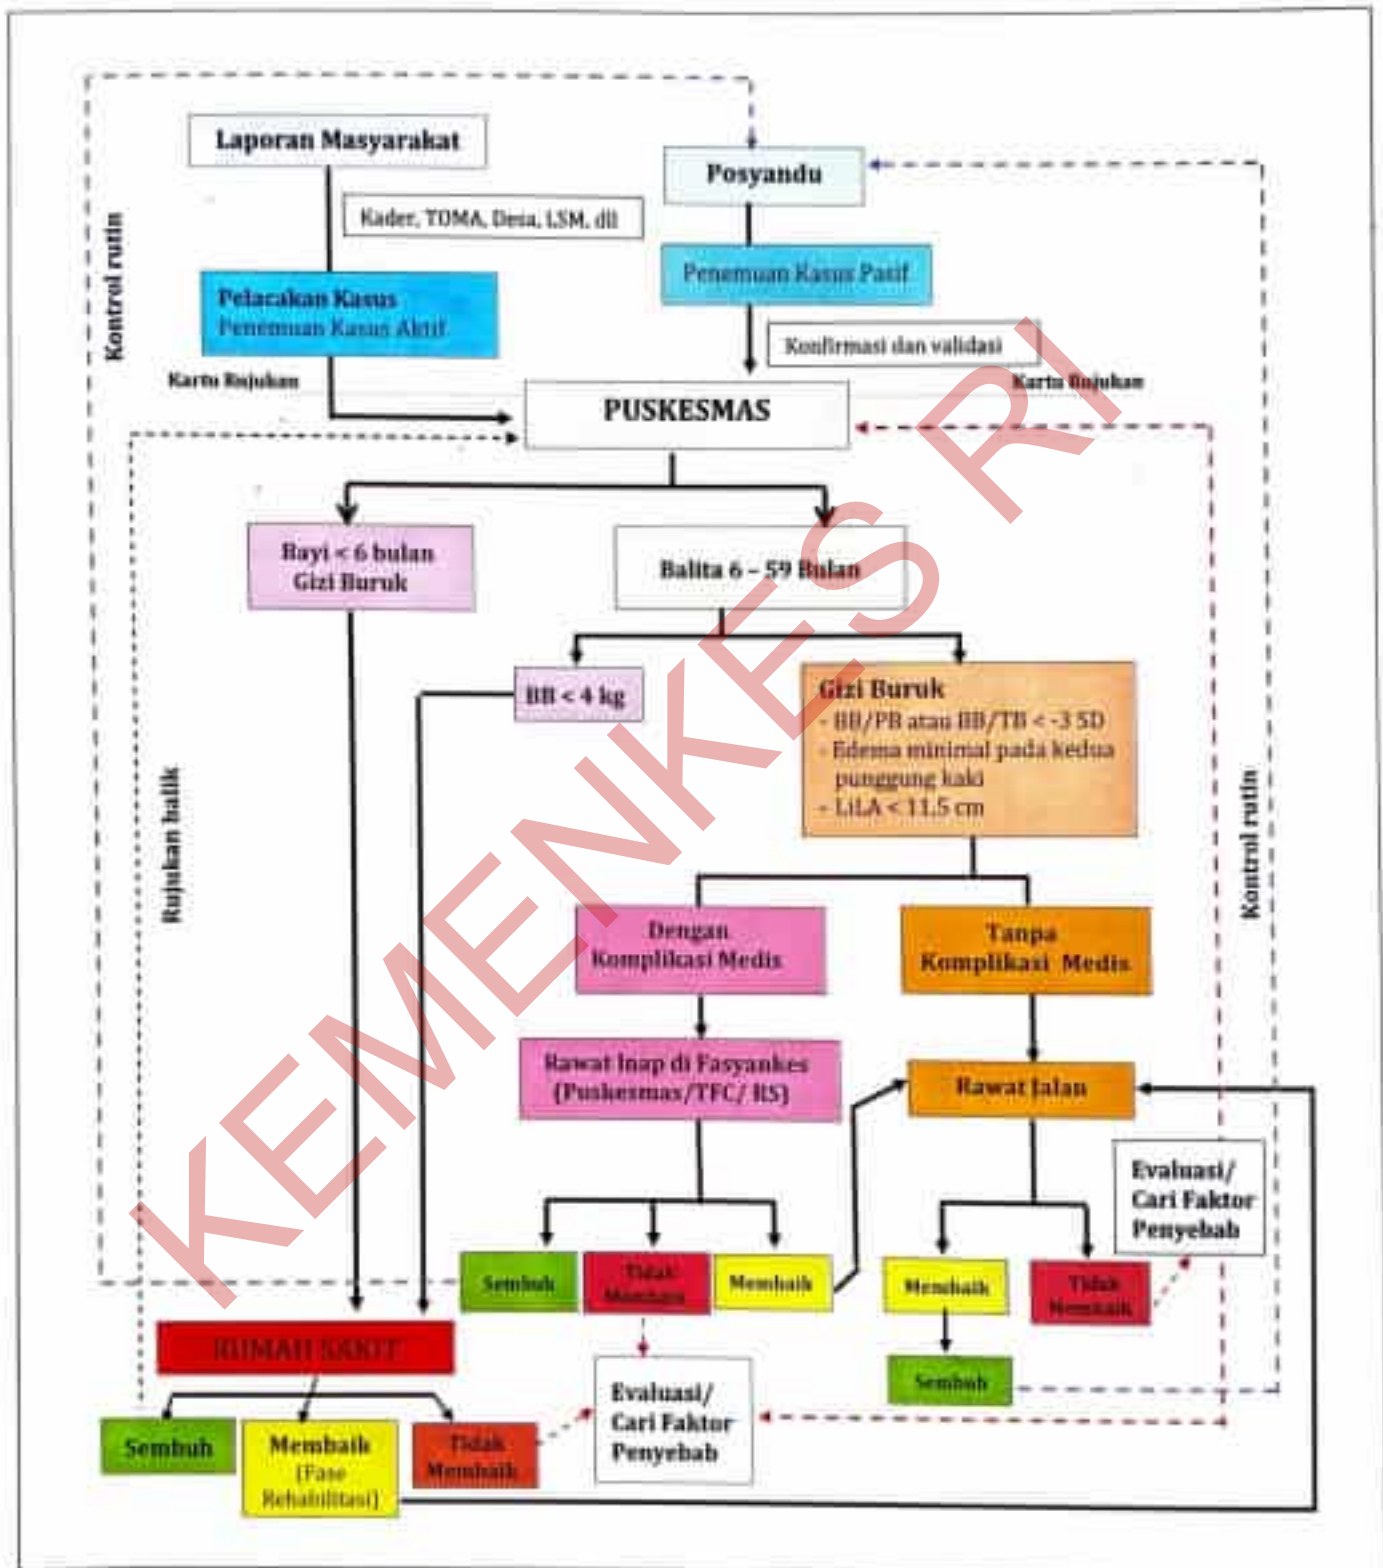 Laporan Masyarakat
Posyandu
Kader, TOMA, Desa, LSM, dll
Kontrol rutin
Pelacakan Kasus
Penemuan Kasus Aktif
Penemuan Kasus Pasif
Konfirmasi dan validasi
Kartu Rujukan
Kartu Rujukan
PUSKESMAS
Bayi < 6 bulan
Gizi Buruk
Balita 6 – 59 Bulan
BB < 4 kg
Gizi Buruk
- BB/PB atau BB/TB < -3 SD
- Edema minimal pada kedua
punggung kaki
- LiLA < 11,5 cm
Rujukan balik
Kontrol rutin
Dengan
Komplikasi Medis
Tanpa
Komplikasi Medis
Rawat Inap di Fasyankes
(Puskesmas/TFC/ RS)
Rawat Jalan
Evaluasi/
Cari Faktor
Penyebab
Sembuh
Tidak
Membaik
Membaik
Membaik
Tidak
Membaik
RUMAH SAKIT
Sembuh
Evaluasi/
Cari Faktor
Penyebab
Sembuh
Membaik
(Fase
Rehabilitasi)
Tidak
Membaik
KEMENKES RI